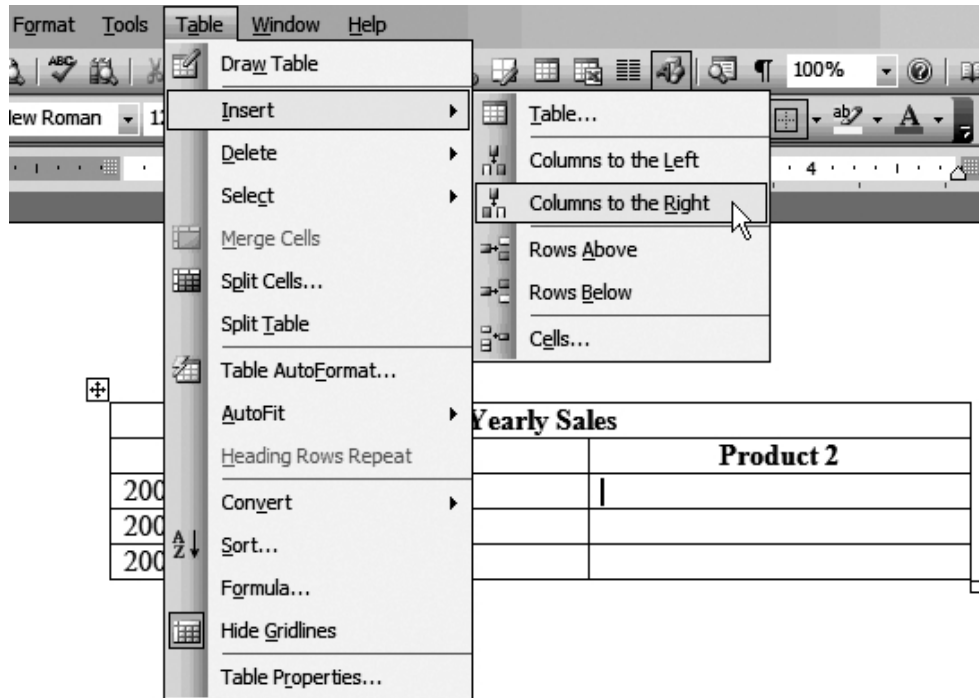 Format Tools Table Window Help
ABC 100%
ew Roman 12
4
Draw Table
Insert
Delete
Select
Merge Cells
Split Cells...
Split Table
Table AutoFormat...
AutoFit
Heading Rows Repeat
Convert
Sort...
Formula...
Hide Gridlines
Table Properties...
Table...
Columns to the Left
Columns to the Right
Rows Above
Rows Below
Cells...
Yearly Sales
Product 2
200
200
200